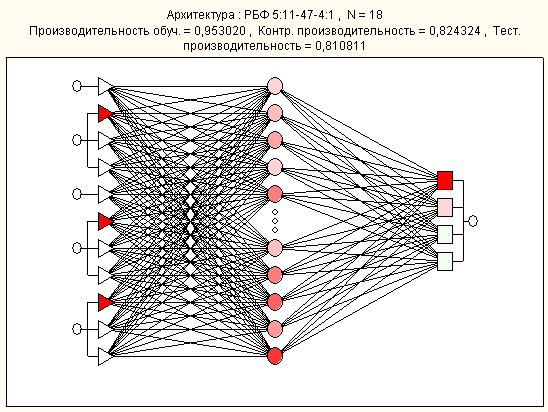 Архитектура : РБФ 5:11-47-4:1 , N = 18
Производительность обуч. = 0,953020 , Контр. производительность = 0,824324 , Тест.
производительность = 0,810811